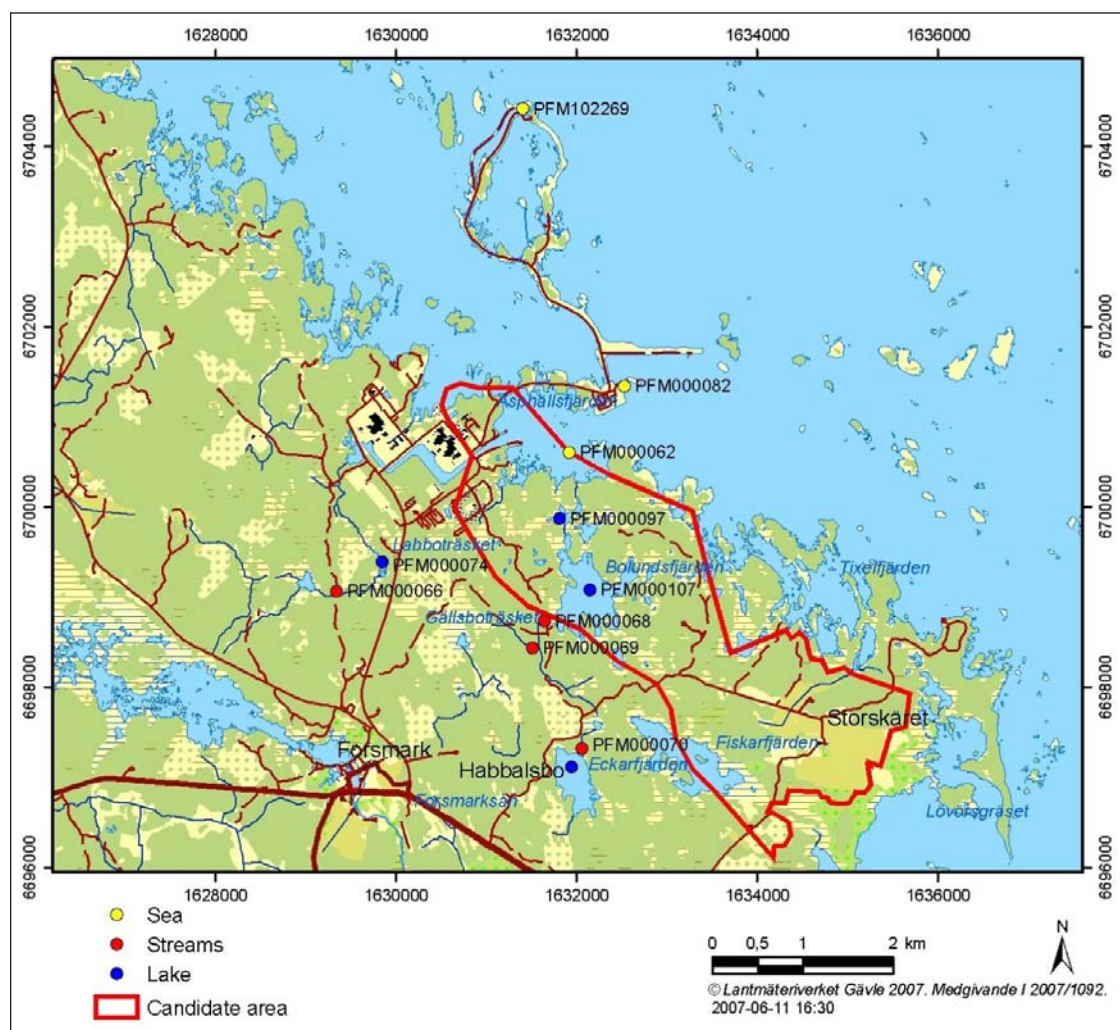 1628000 1630000 1632000 1634000 1636000
PFM102269
6704000 6704000
6702000 6702000
PFM000082
Asphällsfjärden
PFM000062
6700000 6700000
PFM000097
Labboträsket
PFM000074
Bolundsfjärden
Tixelfjärden
PFM000066
PFM000107
Gällsboträsket
PFM000068
PFM000069
6698000 6698000
Storskäret
PFM000070
Fiskarfjärden
Forsmark
Habbalsbo
Eckarfjärden
Forsmarksån
Lövörsgräset
6696000 6696000
1628000 1630000 1632000 1634000 1636000
Sea
Streams
Lake
Candidate area
0 0,5 1 2 km
N
© Lantmäteriverket Gävle 2007. Medgivande I 2007/1092.
2007-06-11 16:30